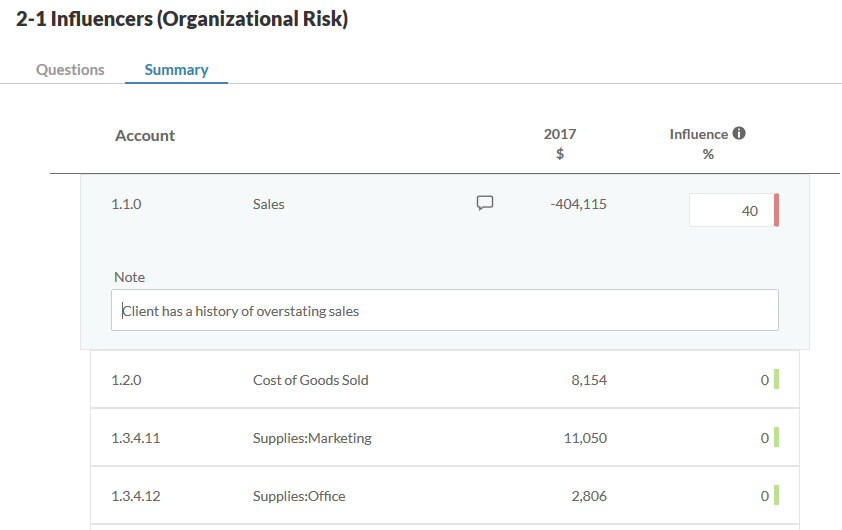 2-1 Influencers (Organizational Risk)
Questions Summary
Account 2017 Influence i
$ %
1.1.0 Sales -404,115 40
Note
Client has a history of overstating sales
1.2.0 Cost of Goods Sold 8,154 0
1.3.4.11 Supplies:Marketing 11,050 0
1.3.4.12 Supplies:Office 2,806 0